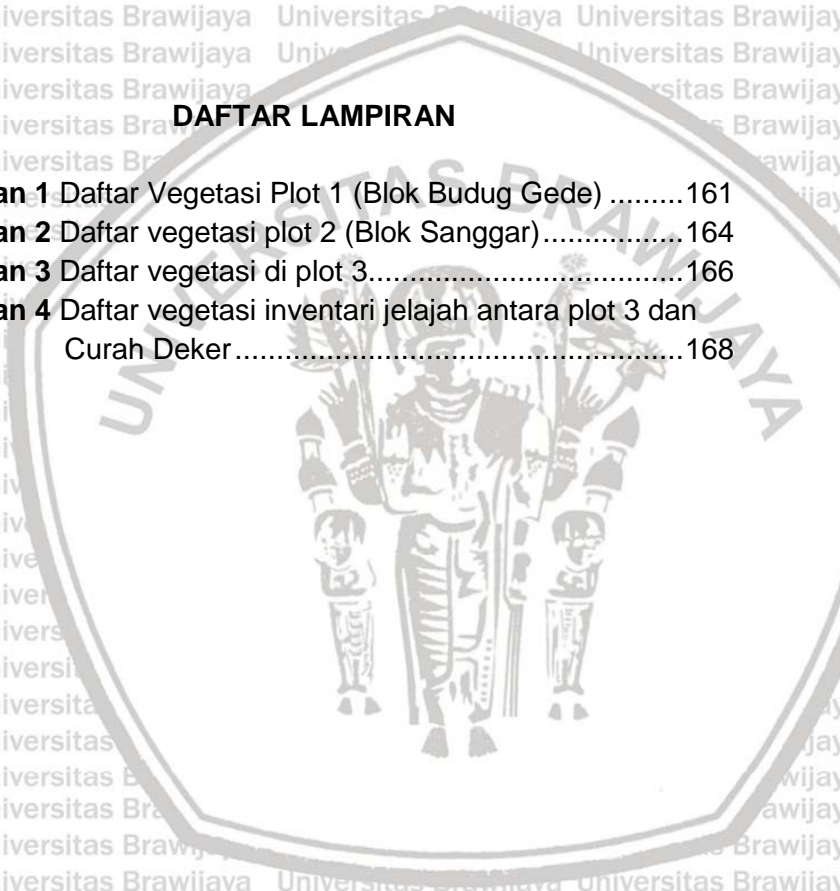 DAFTAR LAMPIRAN
an 1 Daftar Vegetasi Plot 1 (Blok Budug Gede) .........161
an 2 Daftar vegetasi plot 2 (Blok Sanggar).................164
an 3 Daftar vegetasi di plot 3......................................166
an 4 Daftar vegetasi inventari jelajah antara plot 3 dan
Curah Deker......................................................168
UNIVERSITAS BRAWIJAYA